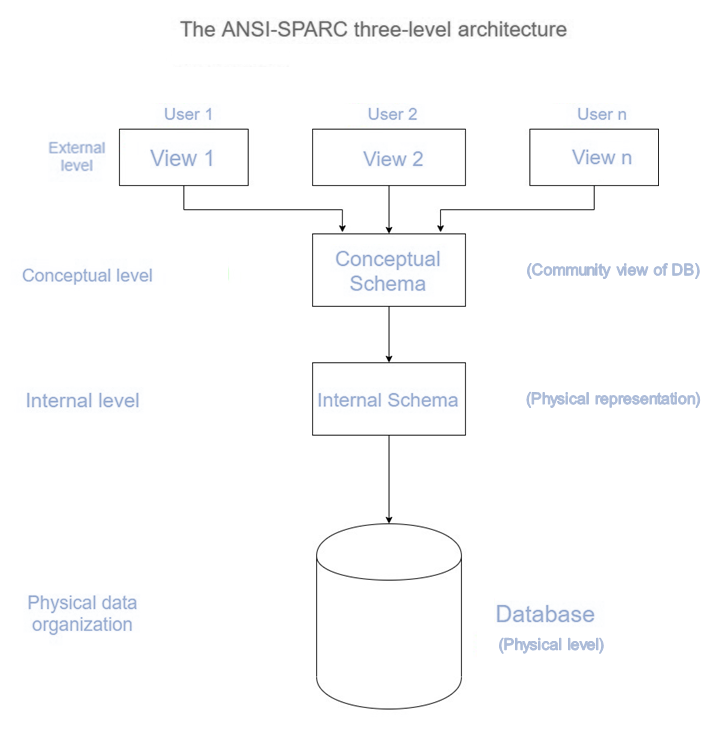 The ANSI-SPARC three-level architecture
User 1
User 2
User n
External
level
View 1
View 2
View n
Conceptual level
Conceptual
Schema
(Community view of DB)
Internal level
Internal Schema
(Physical representation)
Physical data
organization
Database
(Physical level)